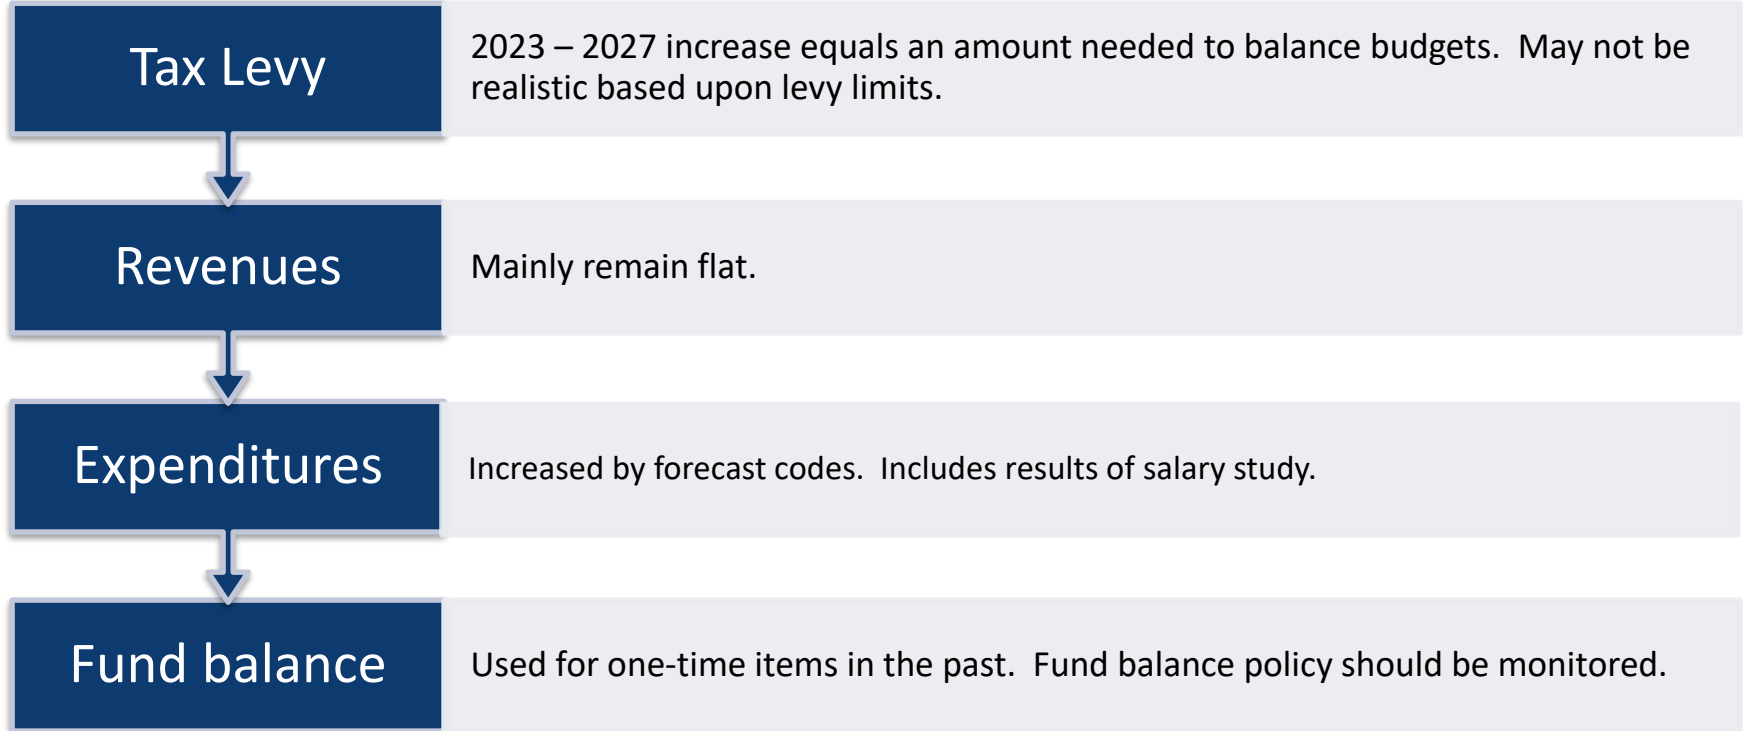 Tax Levy
2023 – 2027 increase equals an amount needed to balance budgets.  May not be
realistic based upon levy limits.
Revenues
Mainly remain flat.
Expenditures
Increased by forecast codes.  Includes results of salary study.
Fund balance
Used for one-time items in the past.  Fund balance policy should be monitored.